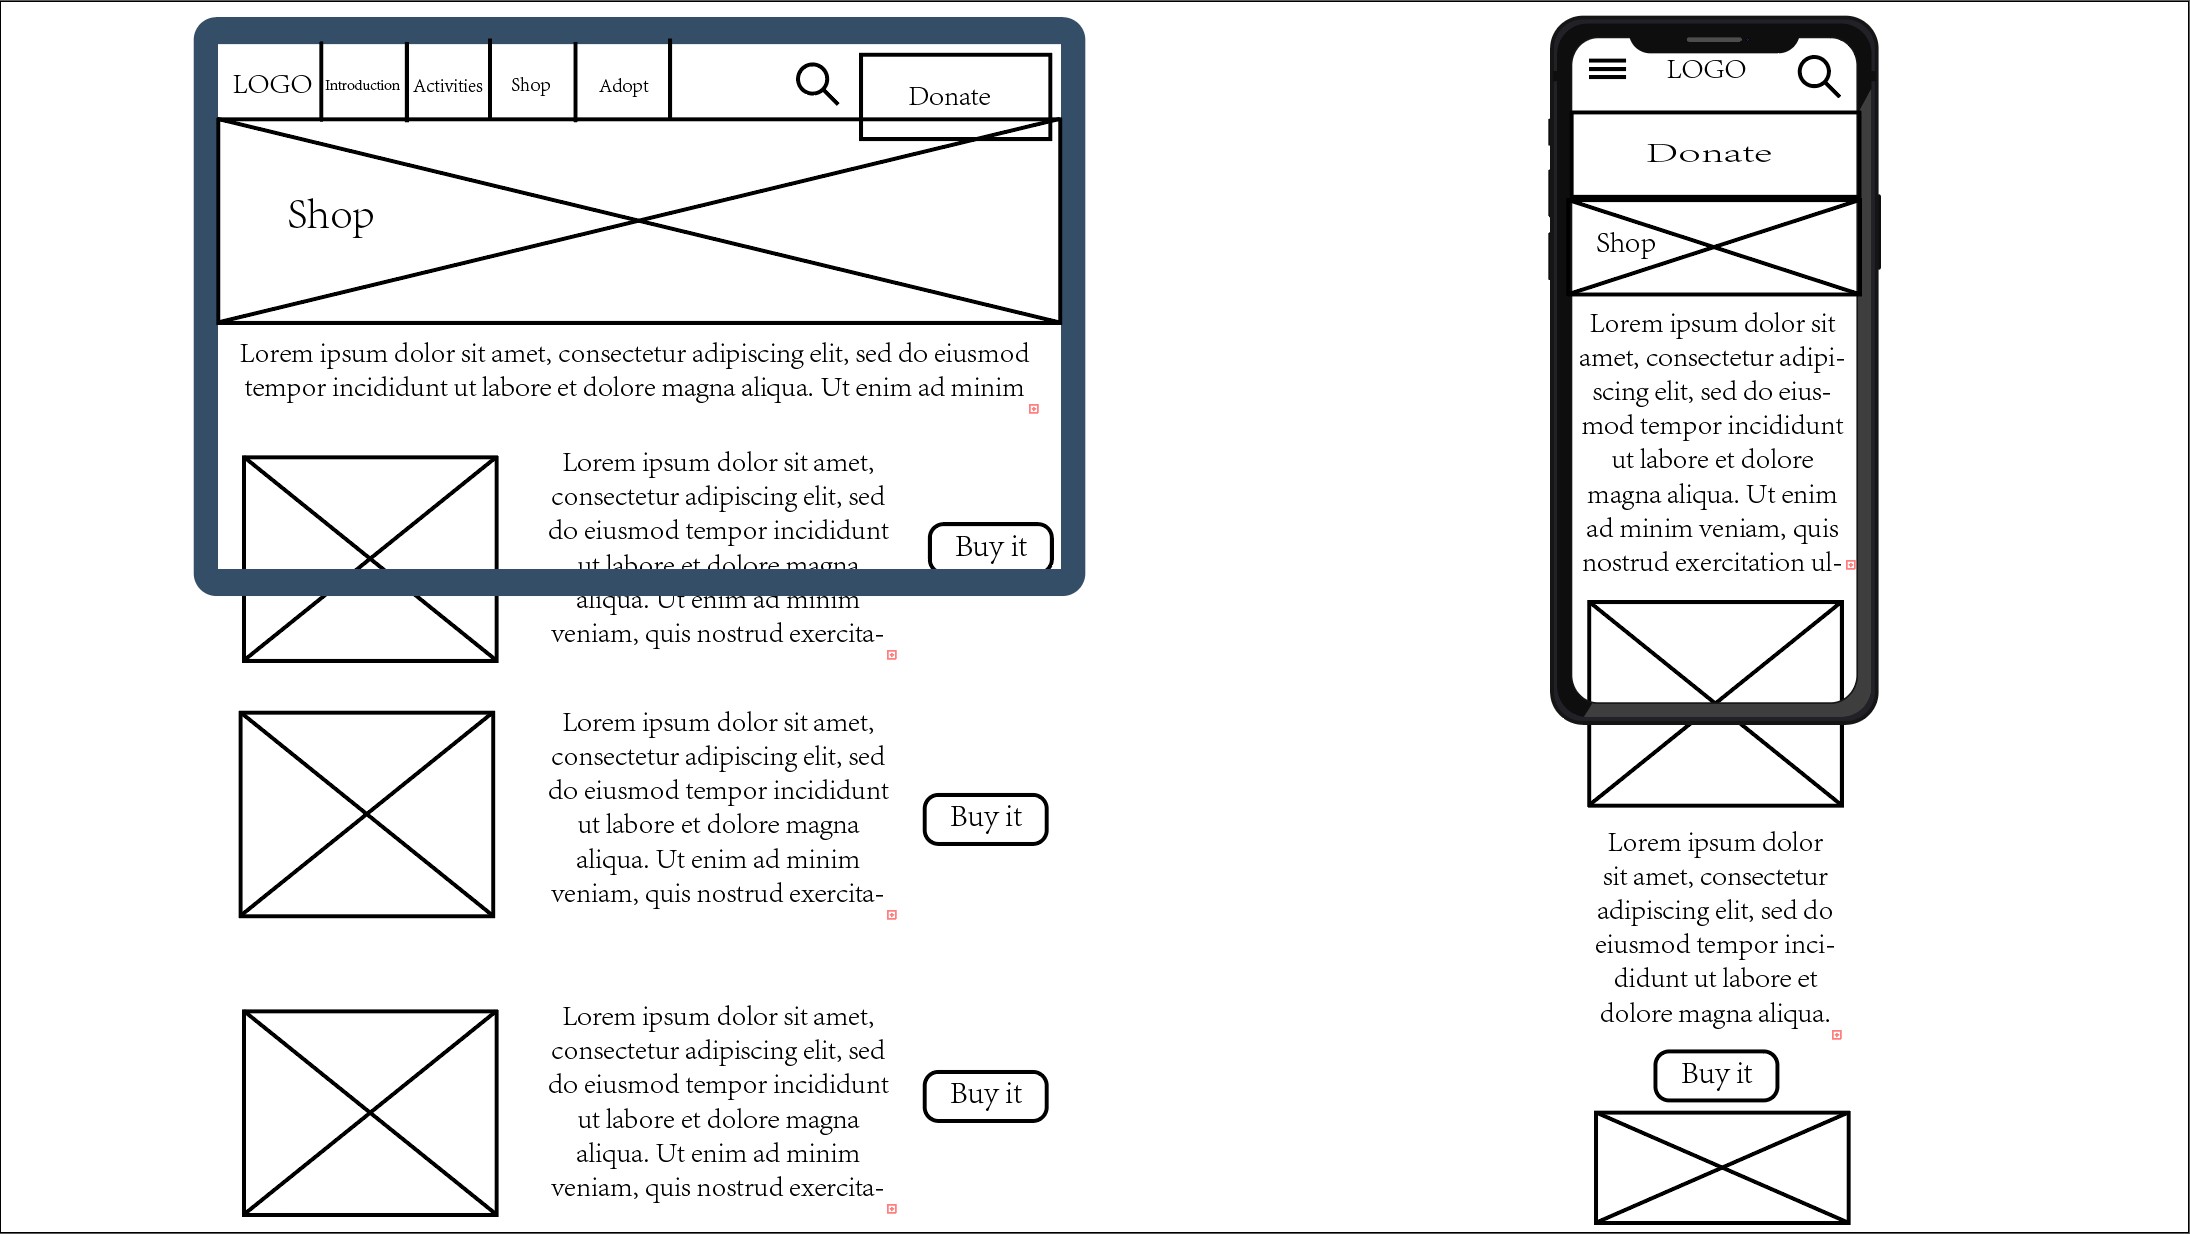 LOGO
Introduction
Activities
Shop
Adopt
Donate
Shop
Lorem ipsum dolor sit amet, consectetur adipiscing elit, sed do eiusmod
tempor incididunt ut labore et dolore magna aliqua. Ut enim ad minim
Lorem ipsum dolor sit amet,
consectetur adipiscing elit, sed
do eiusmod tempor incididunt
ut labore et dolore magna
aliqua. Ut enim ad minim
veniam, quis nostrud exercita-
Buy it
Lorem ipsum dolor sit amet,
consectetur adipiscing elit, sed
do eiusmod tempor incididunt
ut labore et dolore magna
aliqua. Ut enim ad minim
veniam, quis nostrud exercita-
Buy it
Lorem ipsum dolor sit amet,
consectetur adipiscing elit, sed
do eiusmod tempor incididunt
ut labore et dolore magna
aliqua. Ut enim ad minim
veniam, quis nostrud exercita-
Buy it
LOGO
Donate
Shop
Lorem ipsum dolor sit
amet, consectetur adipi-
scing elit, sed do eius-
mod tempor incididunt
ut labore et dolore
magna aliqua. Ut enim
ad minim veniam, quis
nostrud exercitation ul-
Lorem ipsum dolor
sit amet, consectetur
adipiscing elit, sed do
eiusmod tempor inci-
didunt ut labore et
dolore magna aliqua.
Buy it